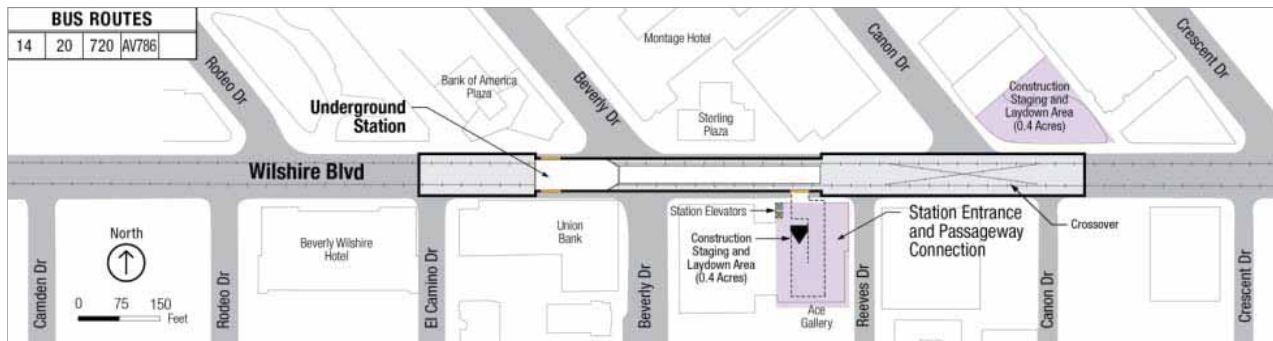 BUS ROUTES
14 20 720 AV786
Rodeo Dr
Bank of America
Plaza
Beverly Dr
Montage Hotel
Canon Dr
Crescent Dr
Construction
Staging and
Laydown Area
(0.4 Acres)
Underground
Station
Sterling
Plaza
Wilshire Blvd
Station Elevators
Station Entrance
and Passageway
Connection
Crossover
North
Union
Bank
Beverly Wilshire
Hotel
Construction
Staging and
Laydown Area
(0.4 Acres)
0 75 150
Feet
Ace
Gallery
Camden Dr
Rodeo Dr
El Camino Dr
Beverly Dr
Reeves Dr
Canon Dr
Crescent Dr